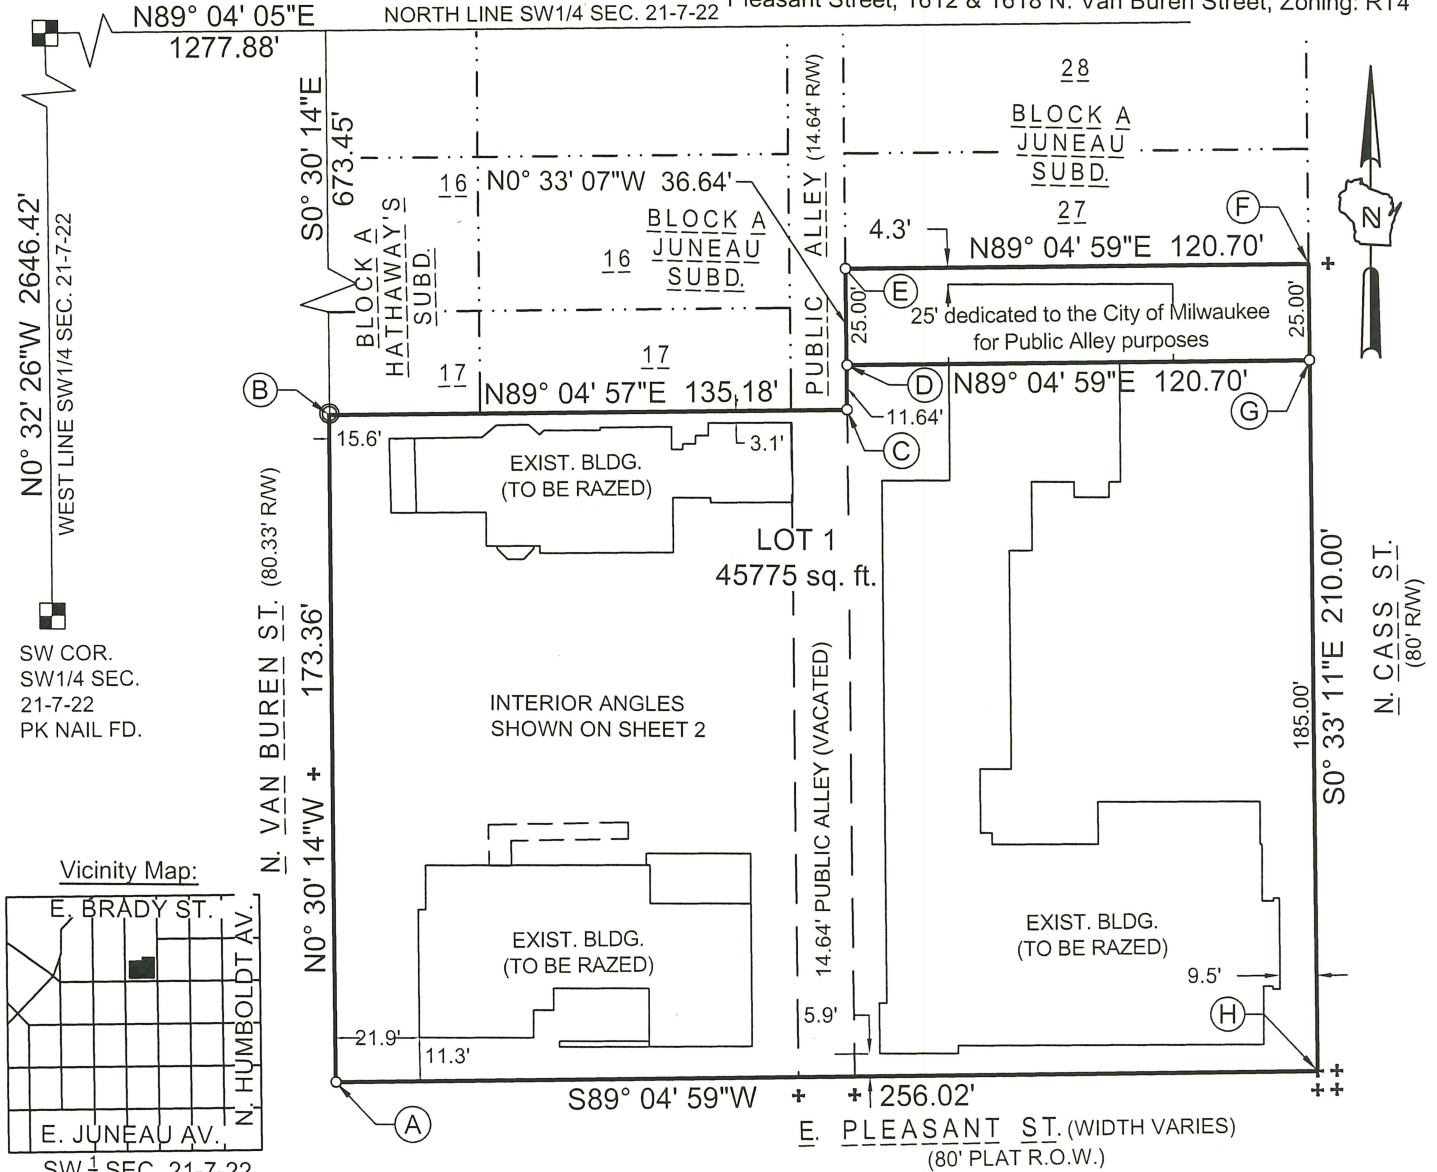 N89° 04' 05"E
1277.88'
NORTH LINE SW1/4 SEC. 21-7-22
Pleasant Street, 1612 & 1618 N. Van Buren Street, Zoning: RT4
N0° 32' 26"W 2646.42'
WEST LINE SW1/4 SEC. 21-7-22
S0° 30' 14"E
673.45'
BLOCK A
HATHAWAY'S
SUBD.
16
17
N0° 33' 07"W 36.64'
BLOCK A
JUNEAU
SUBD.
16
17
PUBLIC ALLEY (14.64' R/W)
28
BLOCK A
JUNEAU
SUBD.
27
F
4.3'
N89° 04' 59"E 120.70'
E
25.00'
25' dedicated to the City of Milwaukee
for Public Alley purposes
25.00'
N
B
N89° 04' 57"E 135.18'
D
N89° 04' 59"E 120.70'
G
11.64'
C
15.6'
3.1'
EXIST. BLDG.
(TO BE RAZED)
LOT 1
45775 sq. ft.
N. VAN BUREN ST. (80.33' R/W)
N0° 30' 14"W 173.36'
SW COR.
SW1/4 SEC.
21-7-22
PK NAIL FD.
INTERIOR ANGLES
SHOWN ON SHEET 2
14.64' PUBLIC ALLEY (VACATED)
185.00'
S0° 33' 11"E 210.00'
N. CASS ST.
(80' R/W)
EXIST. BLDG.
(TO BE RAZED)
EXIST. BLDG.
(TO BE RAZED)
9.5'
5.9'
H
21.9'
11.3'
A
S89° 04' 59"W 256.02'
E. PLEASANT ST. (WIDTH VARIES)
(80' PLAT R.O.W.)
Vicinity Map:
E. BRADY ST.
N. HUMBOLDT AV.
E. JUNEAU AV.
SW 1 SEC. 21-7-22